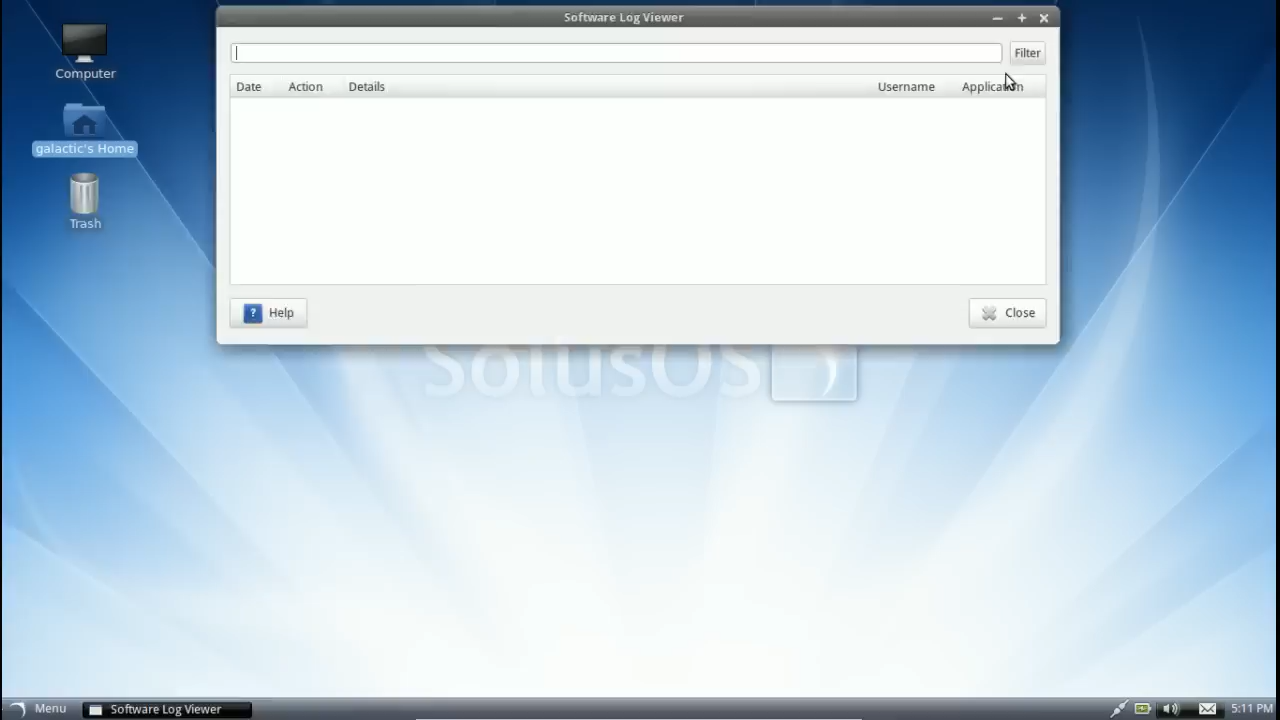 Software Log Viewer
Filter
Date Action Details Username Application
Help
Close
Computer
galactic's Home
Trash
SolusOS
Menu Software Log Viewer 5:11 PM